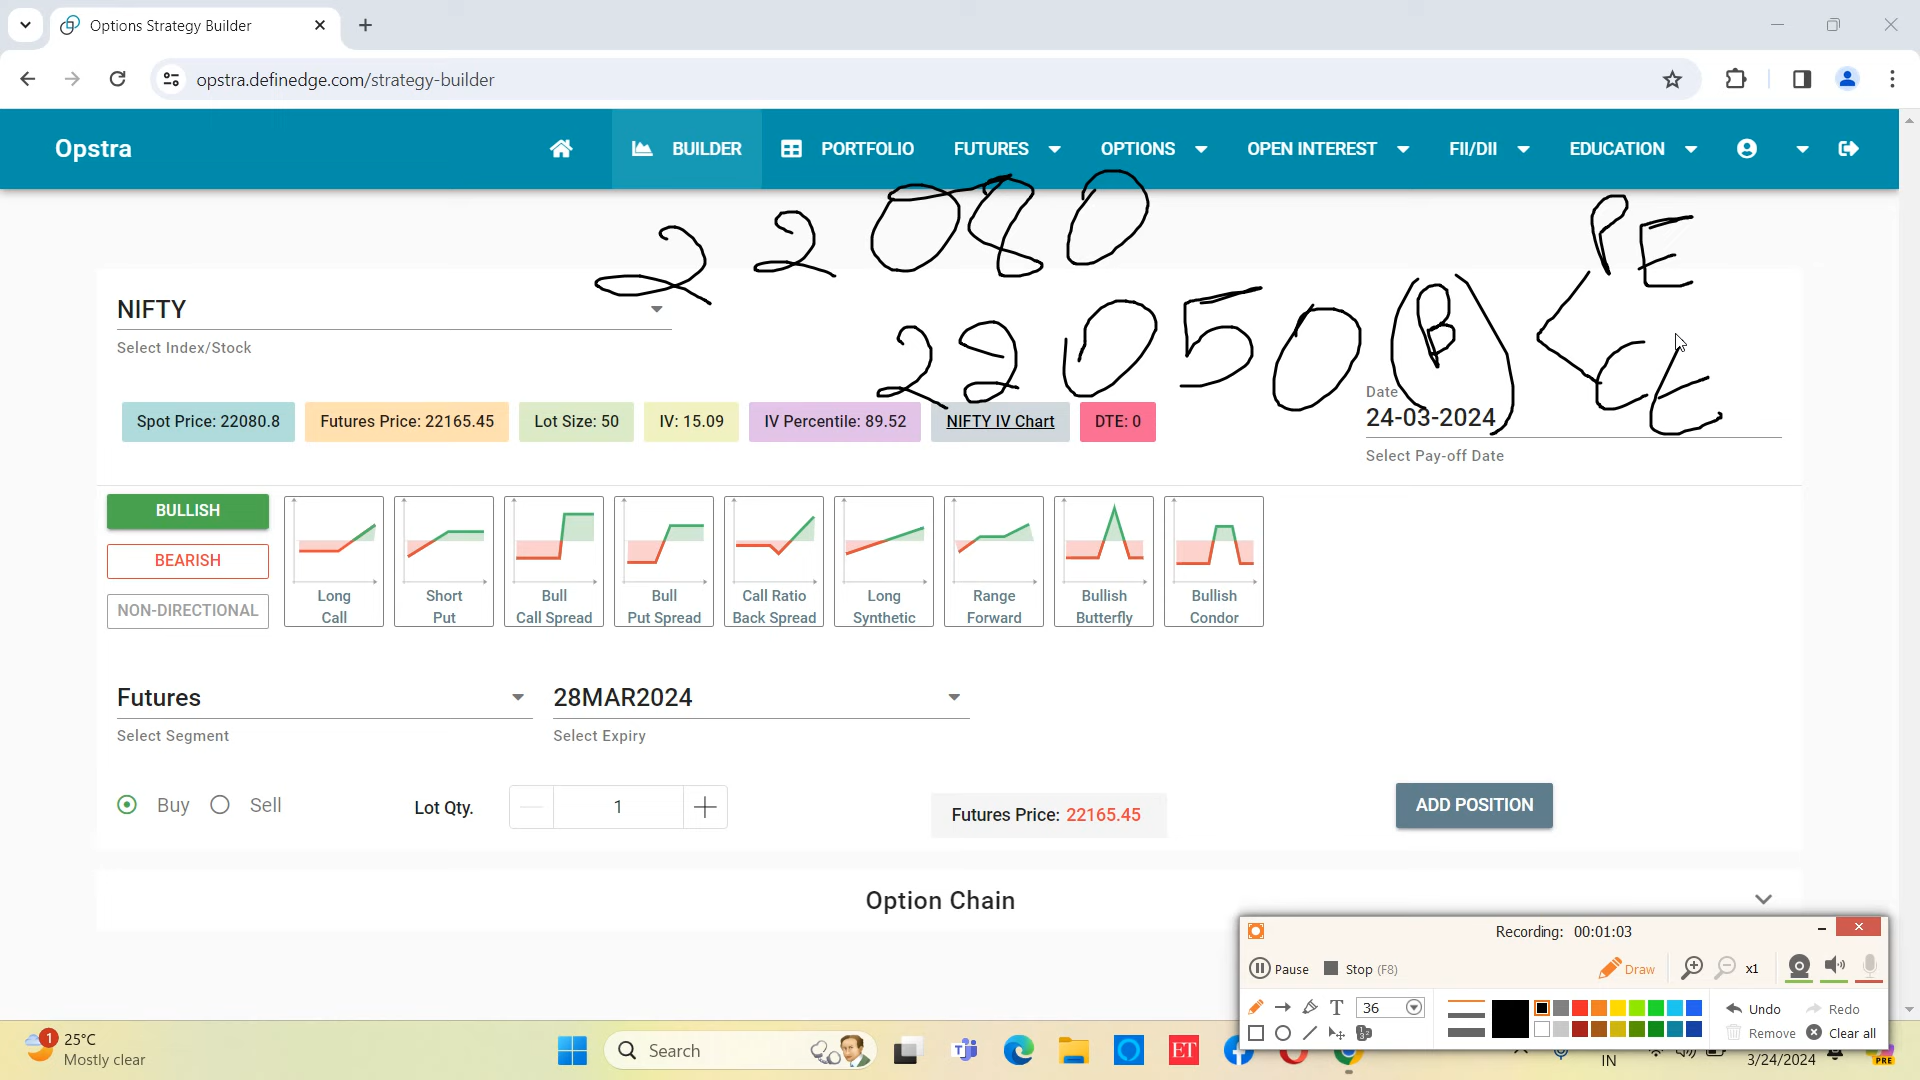 Options Strategy Builder
opstra.definedge.com/strategy-builder
Opstra
BUILDER
PORTFOLIO
FUTURES
OPTIONS
OPEN INTEREST
FII/DII
EDUCATION
22080
PE
22050 (B) <
CE
NIFTY
Select Index/Stock
Spot Price: 22080.8
Futures Price: 22165.45
Lot Size: 50
IV: 15.09
IV Percentile: 89.52
NIFTY IV Chart
DTE: 0
Date
24-03-2024
Select Pay-off Date
BULLISH
BEARISH
NON-DIRECTIONAL
Long
Call
Short
Put
Bull
Call Spread
Bull
Put Spread
Call Ratio
Back Spread
Long
Synthetic
Range
Forward
Bullish
Butterfly
Bullish
Condor
Futures
Select Segment
28MAR2024
Select Expiry
Buy
Sell
Lot Qty.
1
Futures Price: 22165.45
ADD POSITION
Option Chain
Recording: 00:01:03
Pause
Stop (F8)
Draw
x1
T
36
Undo
Redo
Remove
Clear all
1
25°C
Mostly clear
Search
ET
IN
3/24/2024
PRE